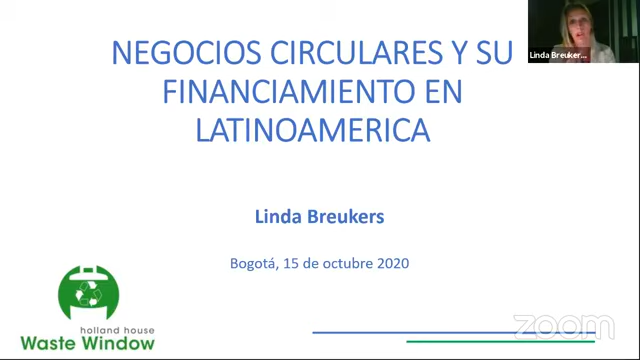 NEGOCIOS CIRCULARES Y SU
FINANCIAMIENTO EN
LATINOAMERICA
Linda Breuker...
Linda Breukers
Bogotá, 15 de octubre 2020
holland house
Waste Window
zoom